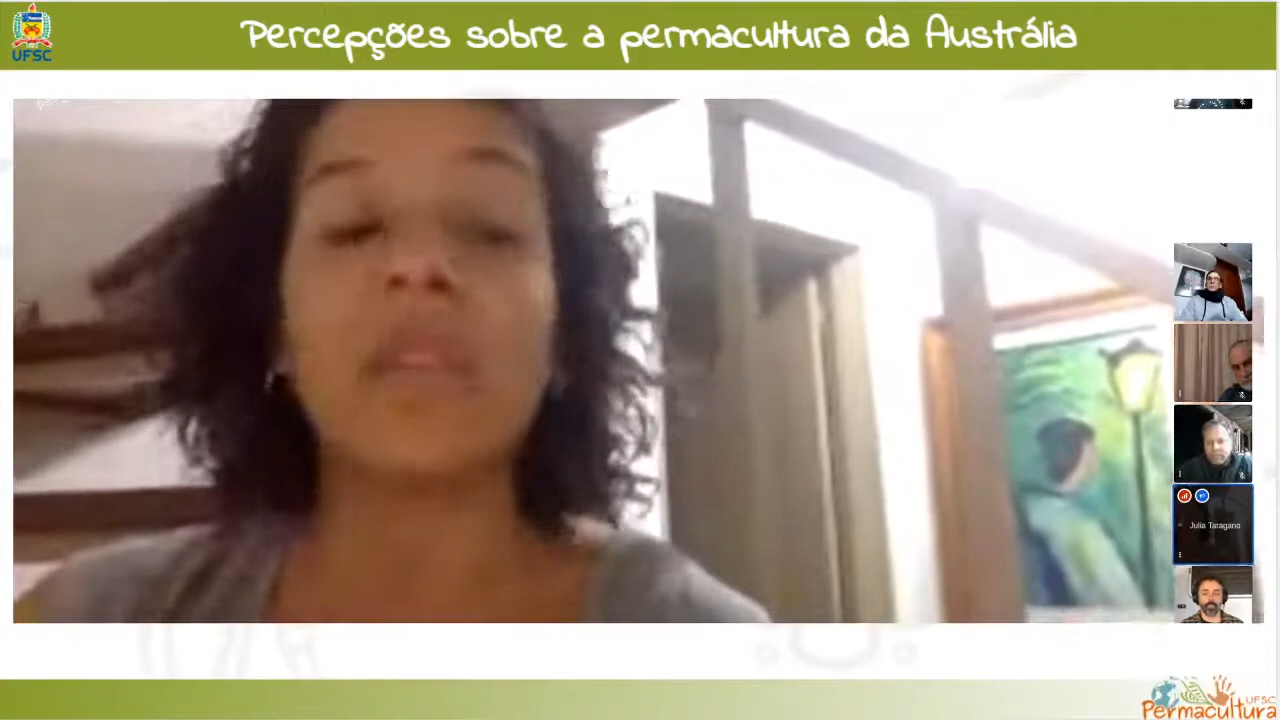 Percepções sobre a permacultura da Austrália
UFSC
Julia Taragano
UFSC
Permacultura